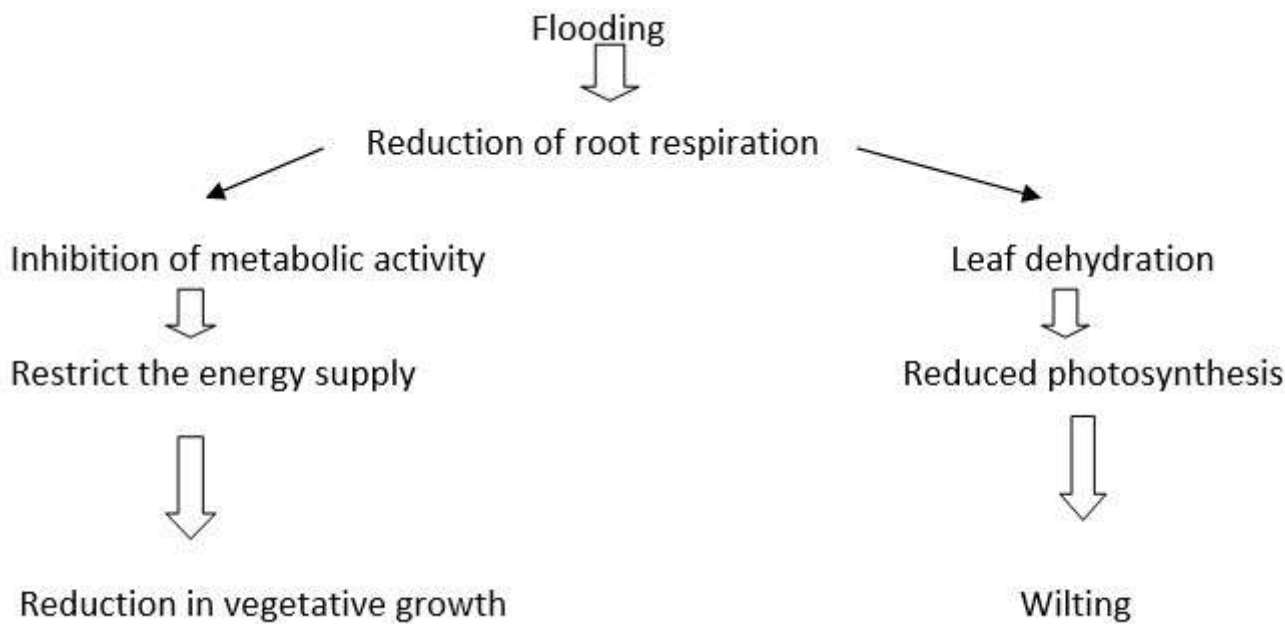 Flooding
Reduction of root respiration
Inhibition of metabolic activity
Leaf dehydration
Restrict the energy supply
Reduced photosynthesis
Reduction in vegetative growth
Wilting